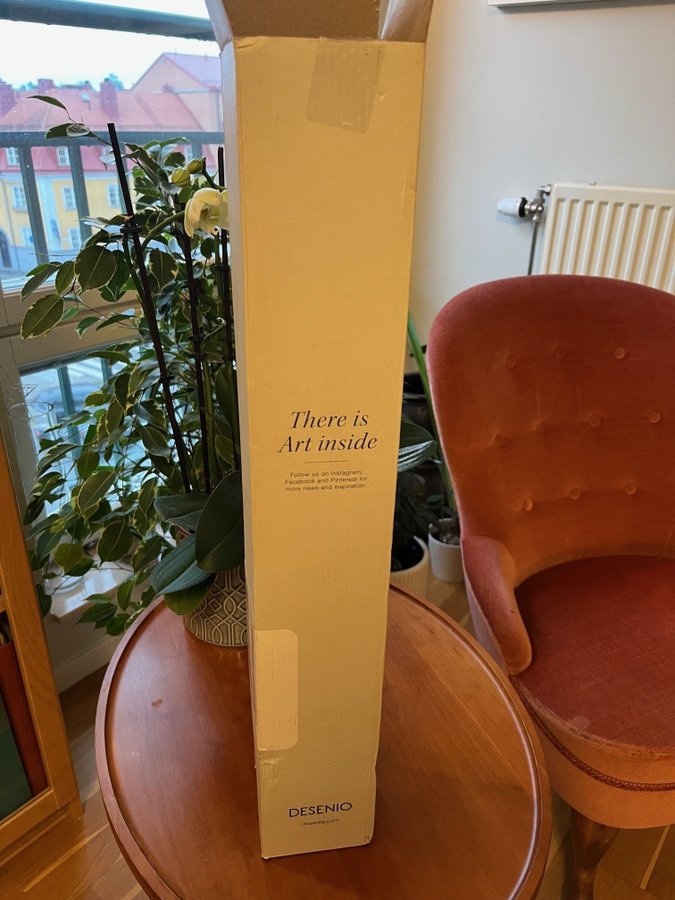 There is
Art inside
Follow us on Instagram,
Facebook and Pinterest for
more news and inspiration.
DESENIO
desenio.com